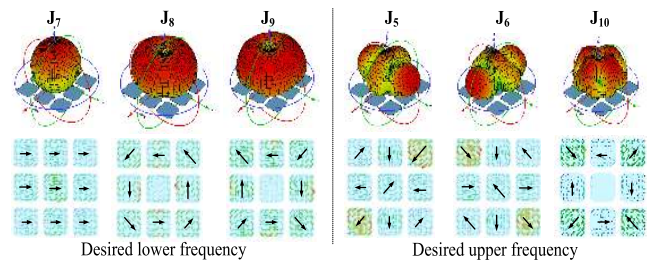 J₇ J₈ J₉ J₅ J₆ J₁₀
Desired lower frequency Desired upper frequency